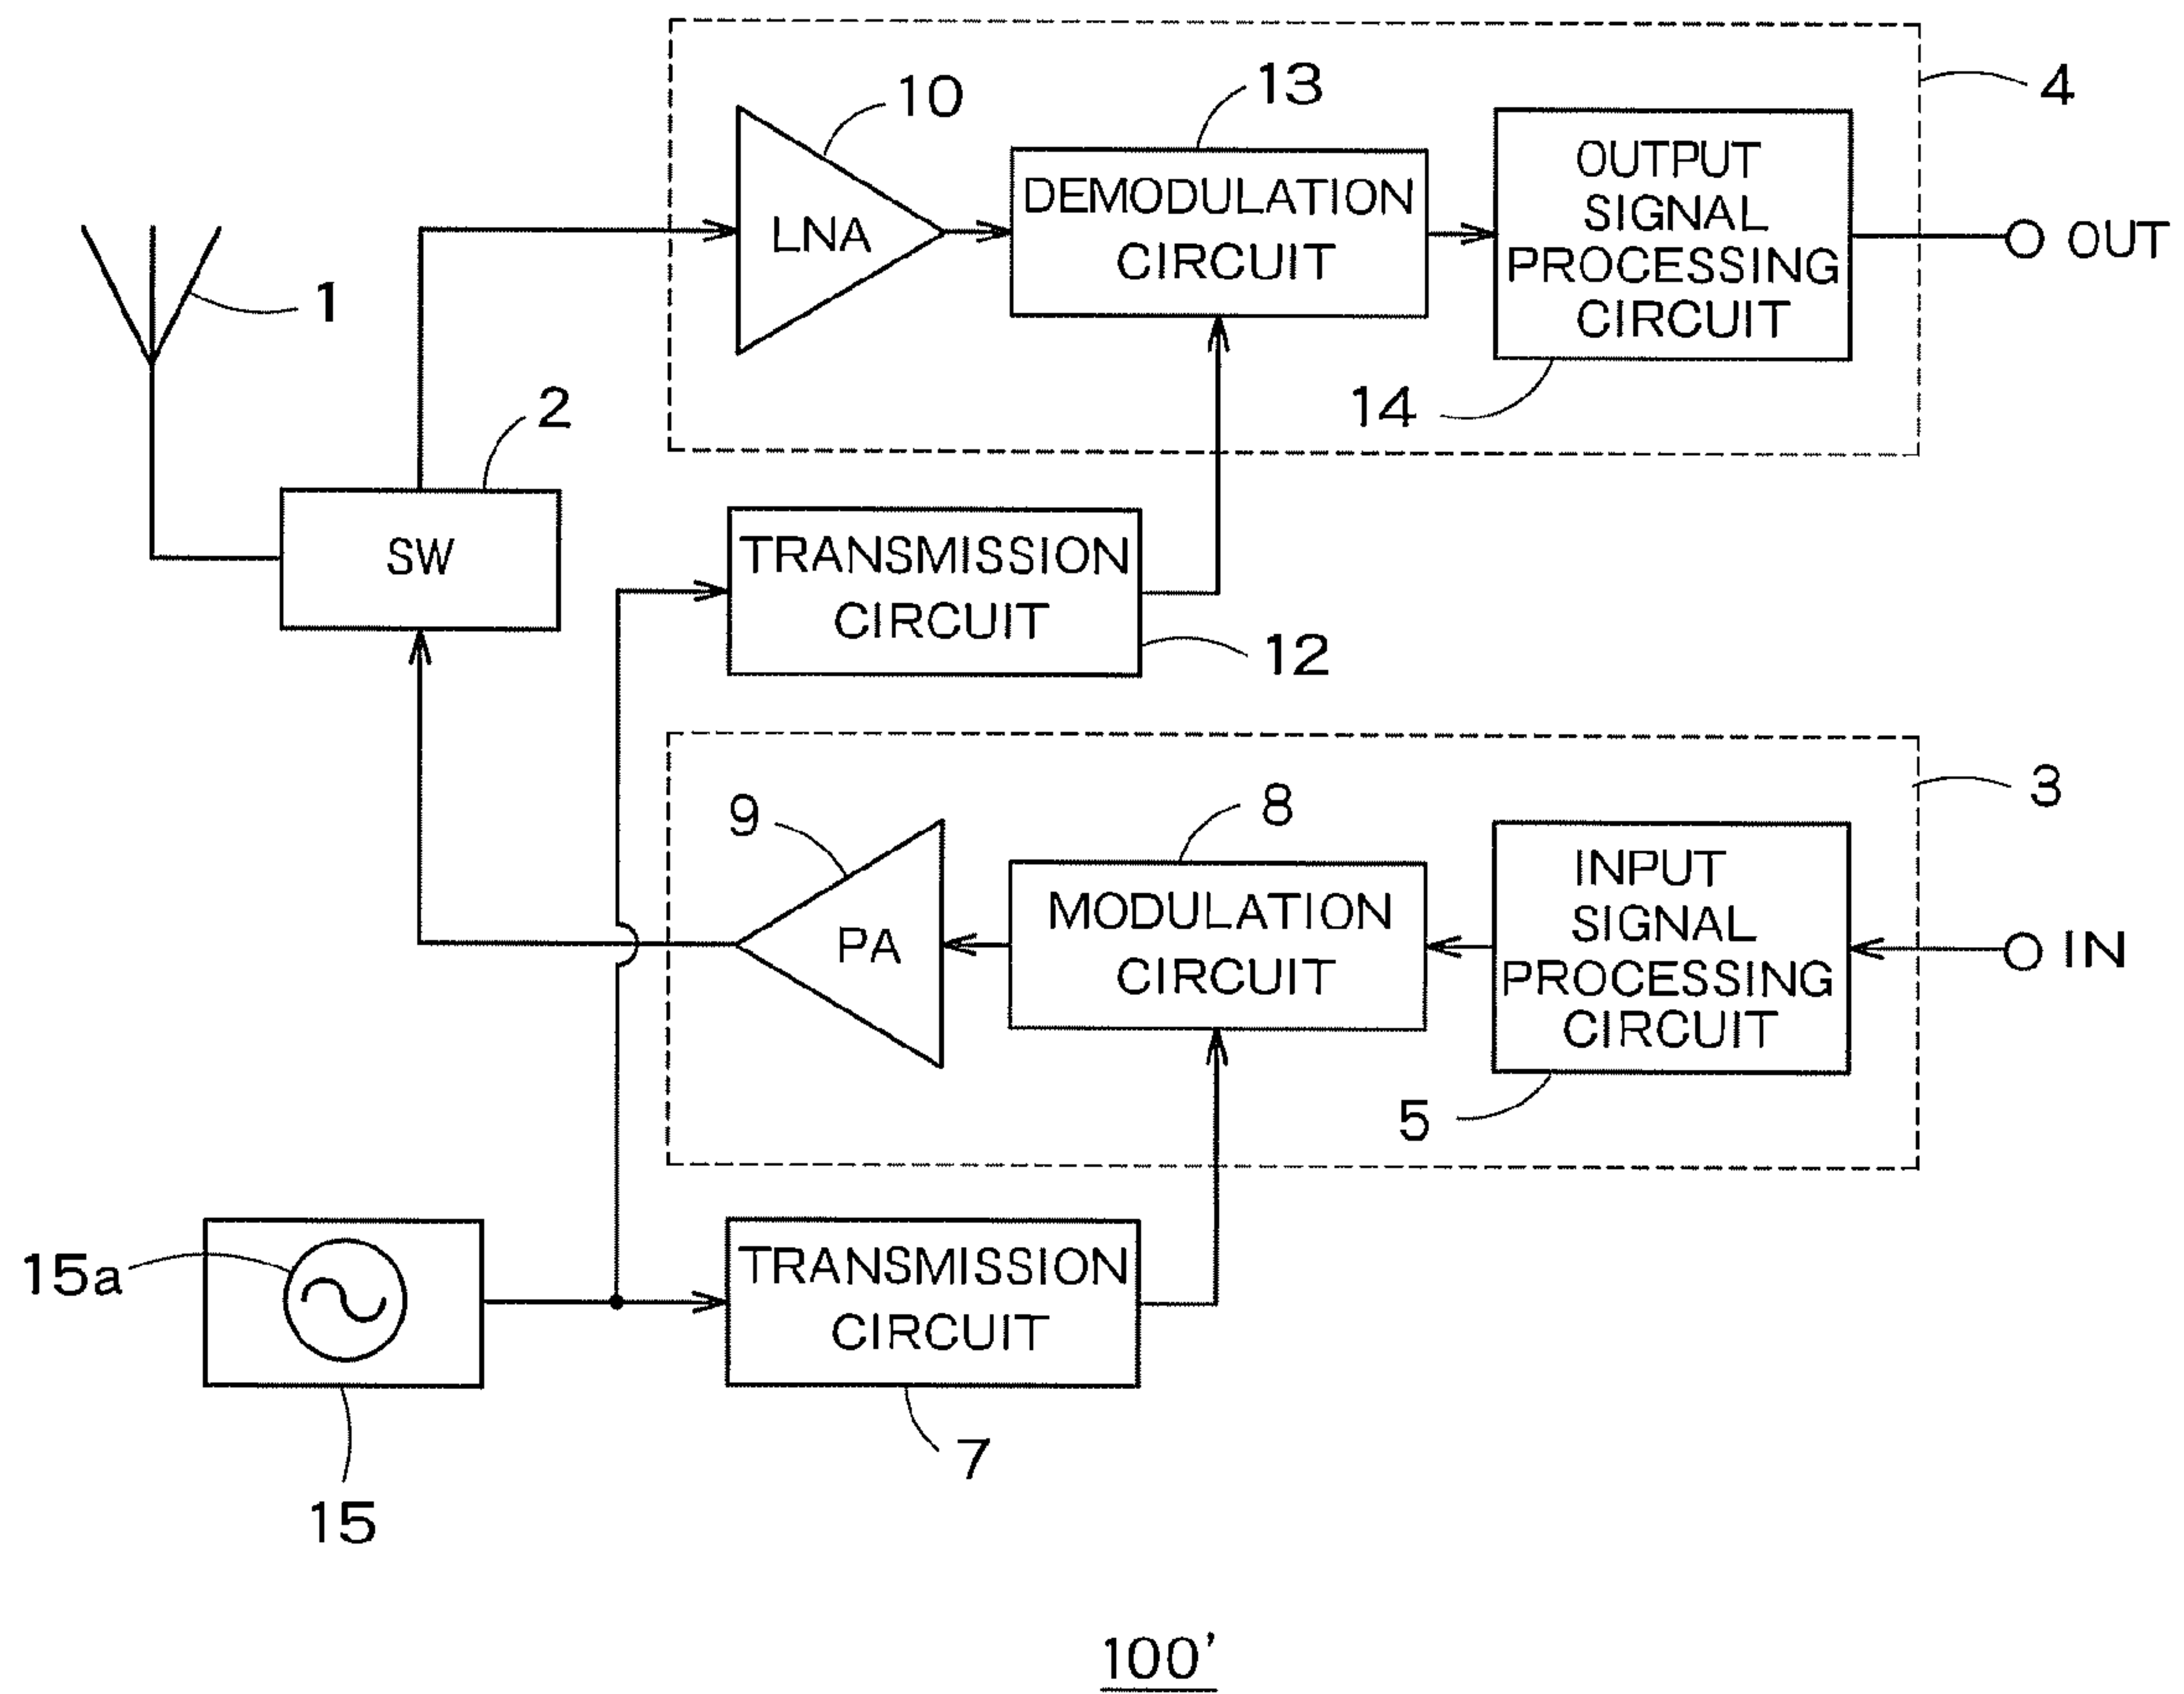 4
10
13
OUTPUT
SIGNAL
PROCESSING
CIRCUIT
DEMODULATION
CIRCUIT
LNA
OUT
1
14
2
SW
TRANSMISSION
CIRCUIT
12
3
9
8
INPUT
SIGNAL
PROCESSING
CIRCUIT
MODULATION
CIRCUIT
PA
IN
5
15a
TRANSMISSION
CIRCUIT
7
15
100'